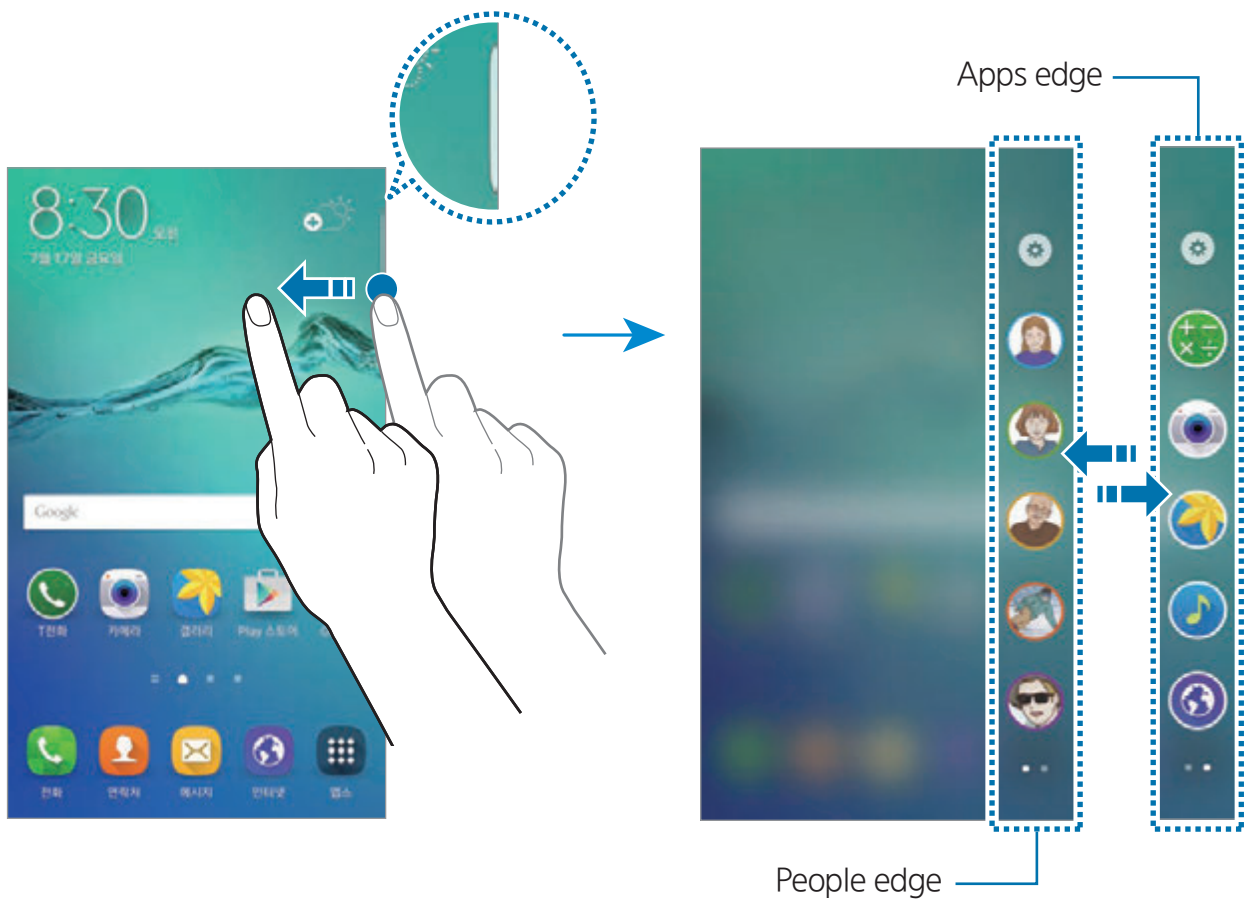 Apps edge
8:30 오전
7월 17일 금요일
Google
T전화
카메라
갤러리
Play 스토어
전화
연락처
메시지
인터넷
앱스
People edge